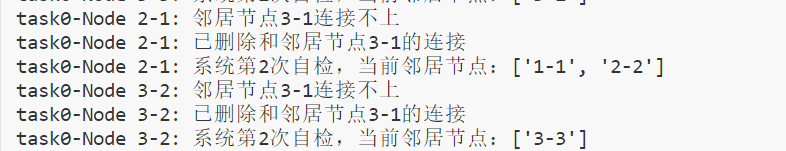 task0-Node 2-1: 邻居节点3-1连接不上
task0-Node 2-1: 已删除和邻居节点3-1的连接
task0-Node 2-1: 系统第2次自检，当前邻居节点：['1-1', '2-2']
task0-Node 3-2: 邻居节点3-1连接不上
task0-Node 3-2: 已删除和邻居节点3-1的连接
task0-Node 3-2: 系统第2次自检，当前邻居节点：['3-3']